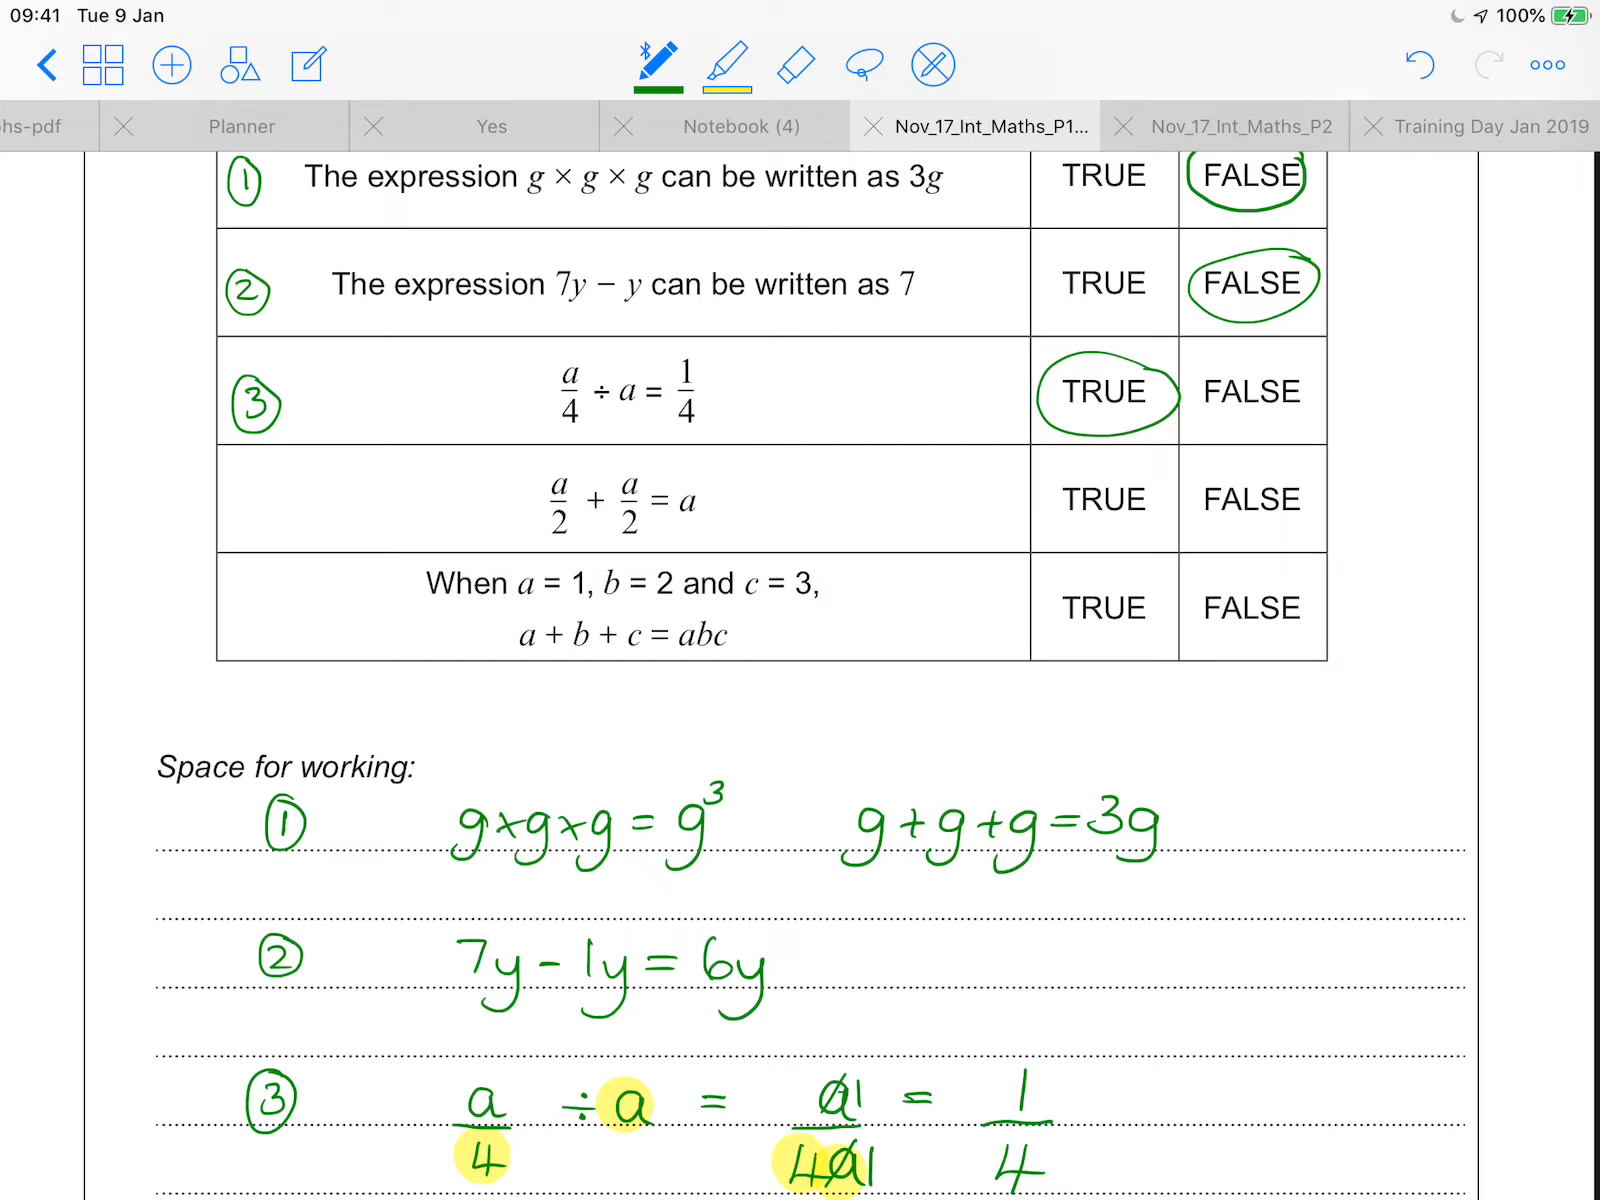 09:41 Tue 9 Jan 100%
hs-pdf Planner Yes Notebook (4) Nov_17_Int_Maths_P1... Nov_17_Int_Maths_P2 Training Day Jan 2019
① The expression g × g × g can be written as 3g TRUE FALSE
② The expression 7y − y can be written as 7 TRUE FALSE
③ a/4 ÷ a = 1/4 TRUE FALSE
a/2 + a/2 = a TRUE FALSE
When a = 1, b = 2 and c = 3,
a + b + c = abc TRUE FALSE
Space for working:
① g×g×g = g³ g+g+g=3g
② 7y - 1y = 6y
③ a/4 ÷ a = a1/4a1 = 1/4